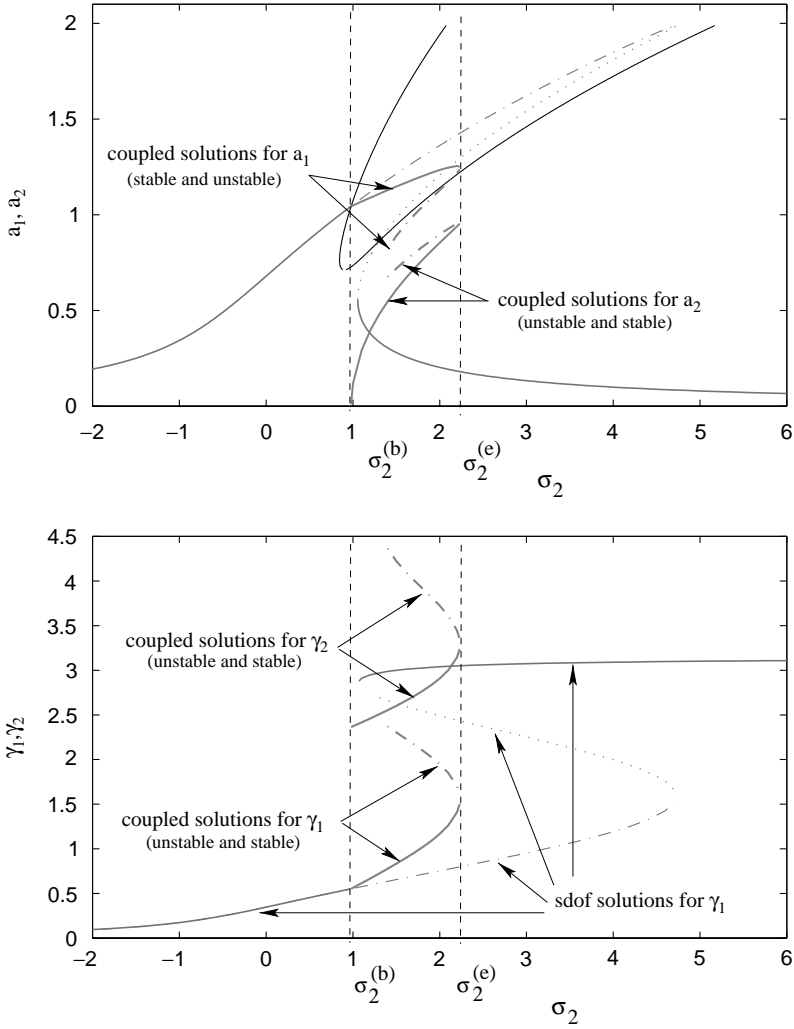 2
1.5
1
0.5
0
a₁, a₂
coupled solutions for a₁
(stable and unstable)
coupled solutions for a₂
(unstable and stable)
−2 −1 0 1 2 3 4 5 6
σ₂⁽ᵇ⁾ σ₂⁽ᵉ⁾
σ₂
4.5
4
3.5
3
2.5
2
1.5
1
0.5
0
γ₁,γ₂
coupled solutions for γ₂
(unstable and stable)
coupled solutions for γ₁
(unstable and stable)
sdof solutions for γ₁
−2 −1 0 1 2 3 4 5 6
σ₂⁽ᵇ⁾ σ₂⁽ᵉ⁾
σ₂